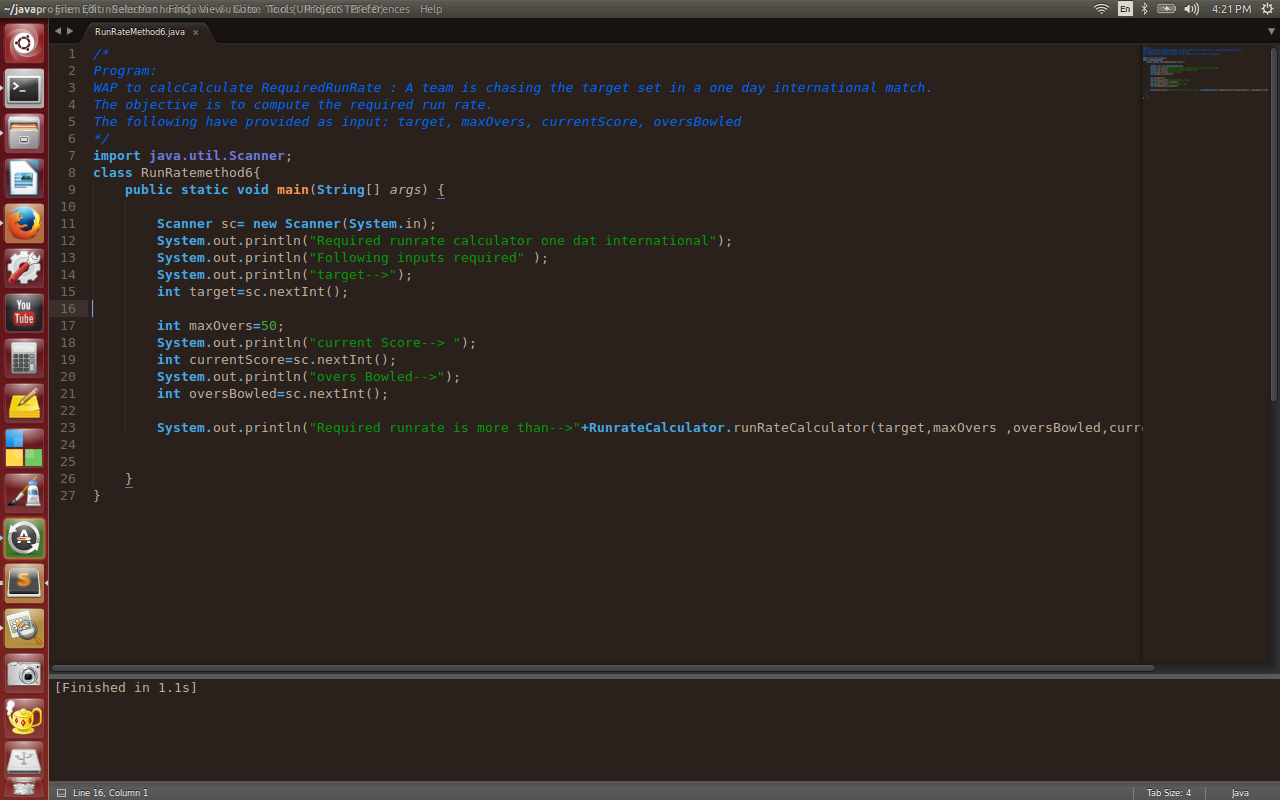 File Edit Selection Find View Goto Tools Project Preferences Help
En
4:21 PM
RunRateMethod6.java ×
1 /*
2 Program:
3 WAP to calcCalculate RequiredRunRate : A team is chasing the target set in a one day international match.
4 The objective is to compute the required run rate.
5 The following have provided as input: target, maxOvers, currentScore, oversBowled
6 */
7 import java.util.Scanner;
8 class RunRatemethod6{
9 public static void main(String[] args) {
10
11 Scanner sc= new Scanner(System.in);
12 System.out.println("Required runrate calculator one dat international");
13 System.out.println("Following inputs required" );
14 System.out.println("target-->");
15 int target=sc.nextInt();
16
17 int maxOvers=50;
18 System.out.println("current Score--> ");
19 int currentScore=sc.nextInt();
20 System.out.println("overs Bowled-->");
21 int oversBowled=sc.nextInt();
22
23 System.out.println("Required runrate is more than-->"+RunrateCalculator.runRateCalculator(target,maxOvers ,oversBowled,curr
24
25
26 }
27 }
You
Tube
[Finished in 1.1s]
Line 16, Column 1
Tab Size: 4
Java